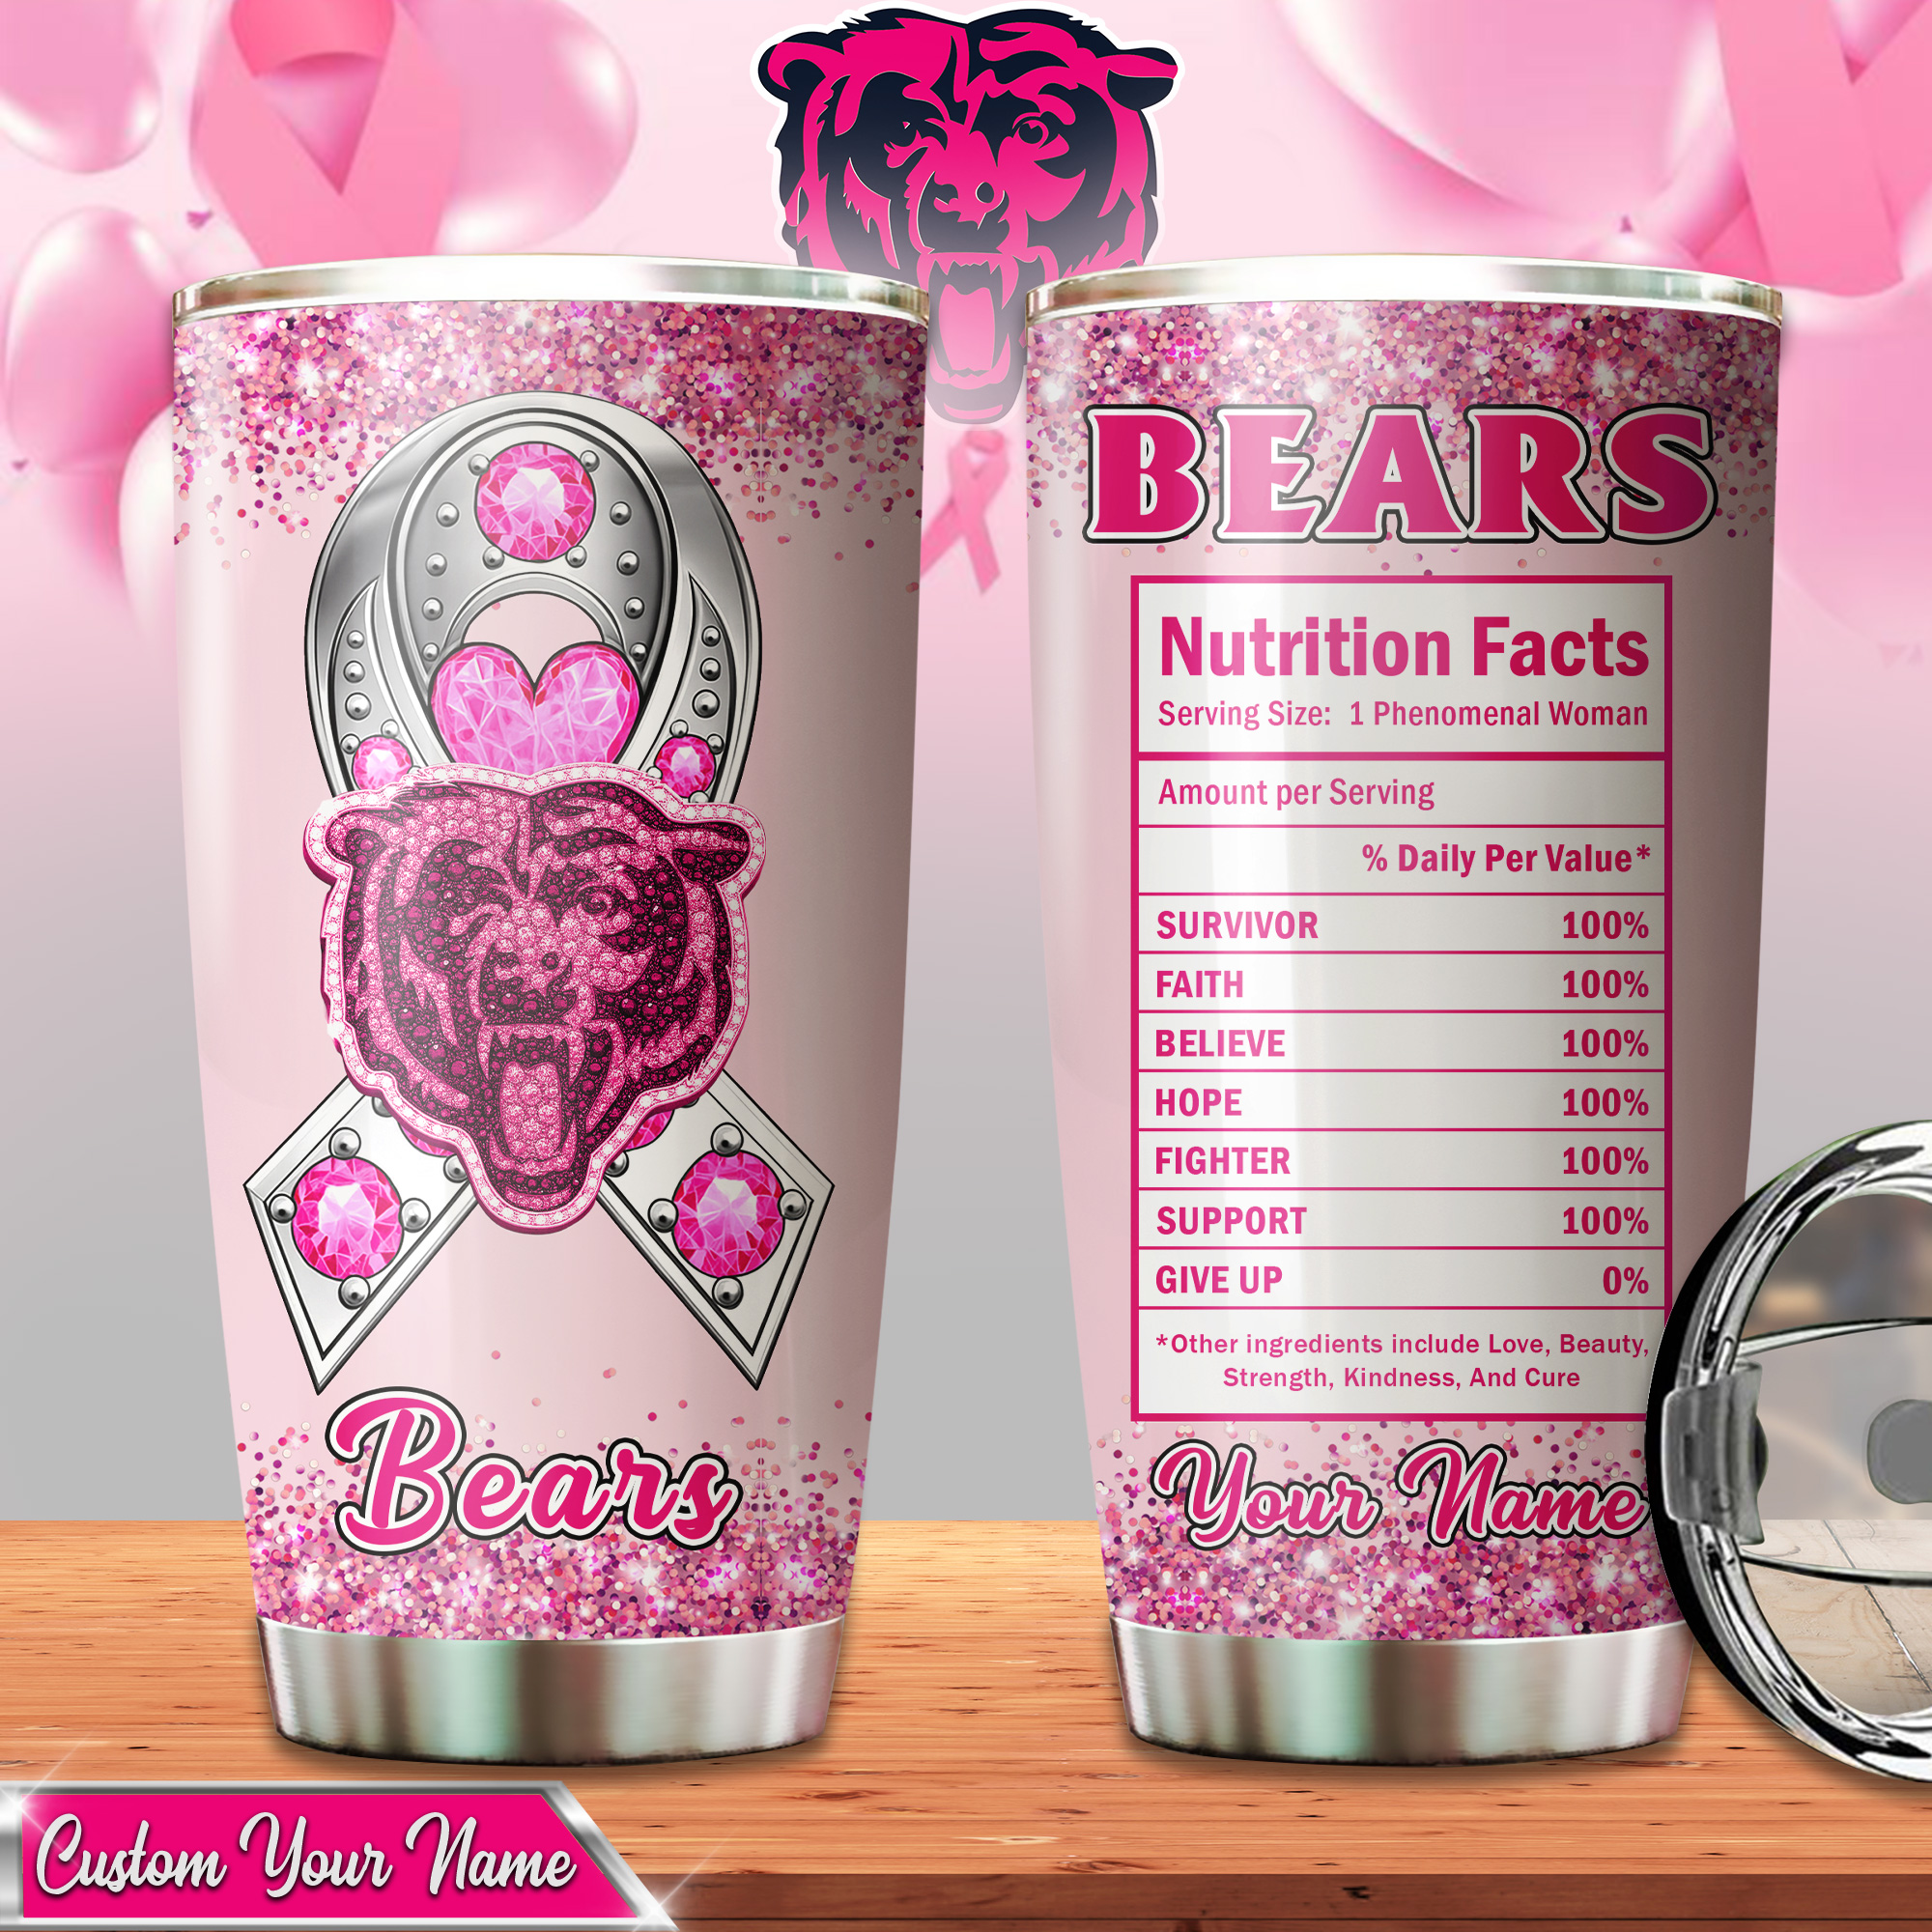 BEARS
Nutrition Facts
Serving Size: 1 Phenomenal Woman
Amount per Serving
% Daily Per Value*
SURVIVOR 100%
FAITH 100%
BELIEVE 100%
HOPE 100%
FIGHTER 100%
SUPPORT 100%
GIVE UP 0%
*Other ingredients include Love, Beauty,
Strength, Kindness, And Cure
Bears
Your Name
Custom Your Name